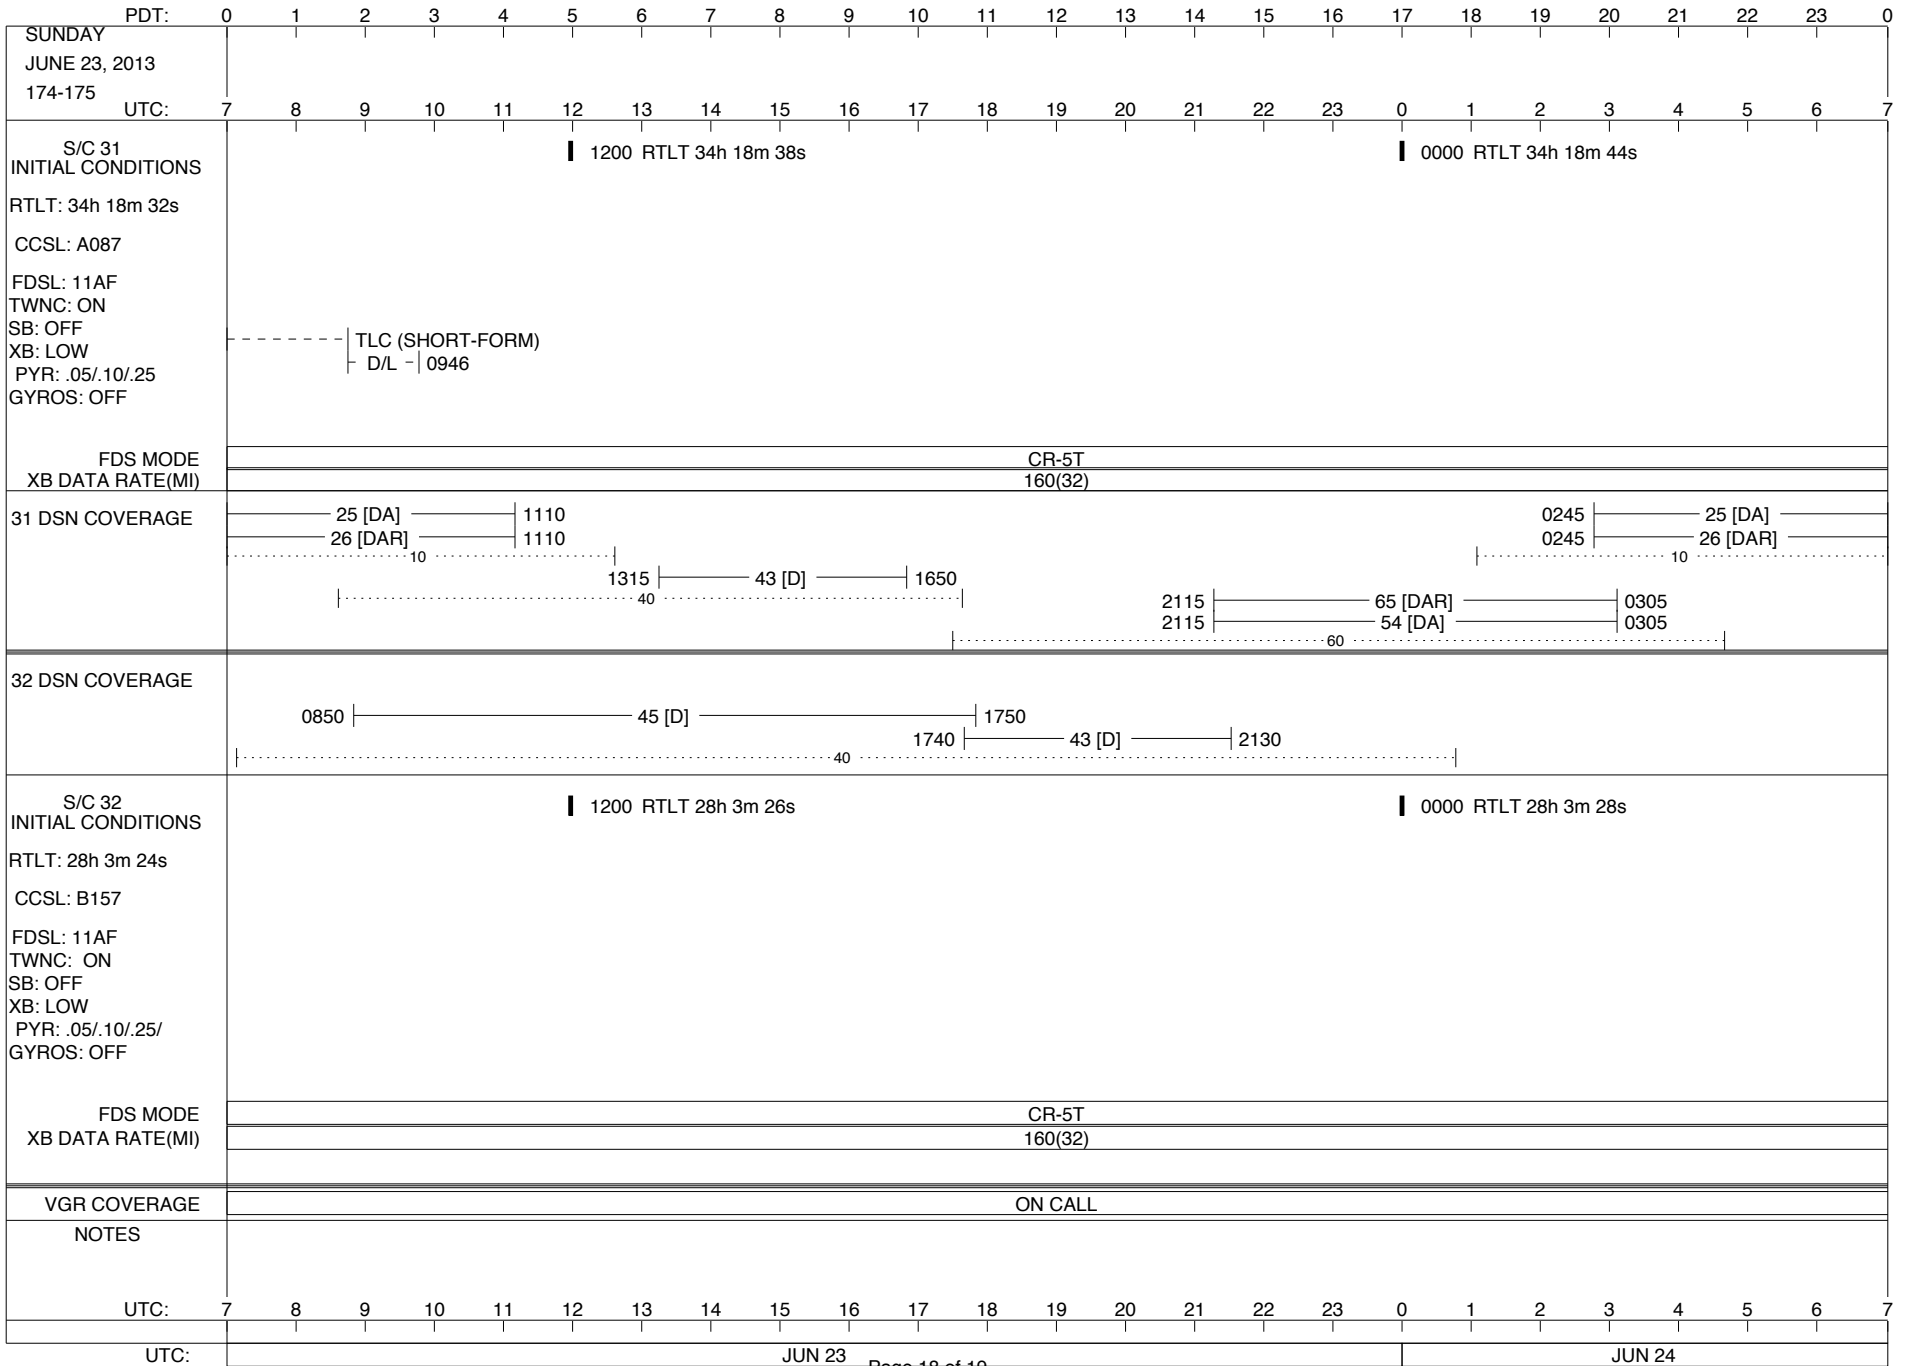 PDT: 0 1 2 3 4 5 6 7 8 9 10 11 12 13 14 15 16 17 18 19 20 21 22 23 0
SUNDAY
JUNE 23, 2013
174-175
UTC: 7 8 9 10 11 12 13 14 15 16 17 18 19 20 21 22 23 0 1 2 3 4 5 6 7
S/C 31
INITIAL CONDITIONS
1200 RTLT 34h 18m 38s
0000 RTLT 34h 18m 44s
RTLT: 34h 18m 32s
CCSL: A087
FDSL: 11AF
TWNC: ON
SB: OFF
XB: LOW
PYR: .05/.10/.25
GYROS: OFF
TLC (SHORT-FORM)
D/L 0946
FDS MODE CR-5T
XB DATA RATE(MI) 160(32)
31 DSN COVERAGE
25 [DA] 1110 0245 25 [DA]
26 [DAR] 1110 0245 26 [DAR]
10 10
1315 43 [D] 1650
40
2115 65 [DAR] 0305
2115 54 [DA] 0305
60
32 DSN COVERAGE
0850 45 [D] 1750
1740 43 [D] 2130
40
S/C 32
INITIAL CONDITIONS
1200 RTLT 28h 3m 26s
0000 RTLT 28h 3m 28s
RTLT: 28h 3m 24s
CCSL: B157
FDSL: 11AF
TWNC: ON
SB: OFF
XB: LOW
PYR: .05/.10/.25/
GYROS: OFF
FDS MODE CR-5T
XB DATA RATE(MI) 160(32)
VGR COVERAGE ON CALL
NOTES
UTC: 7 8 9 10 11 12 13 14 15 16 17 18 19 20 21 22 23 0 1 2 3 4 5 6 7
UTC: JUN 23 JUN 24
Page 18 of 19